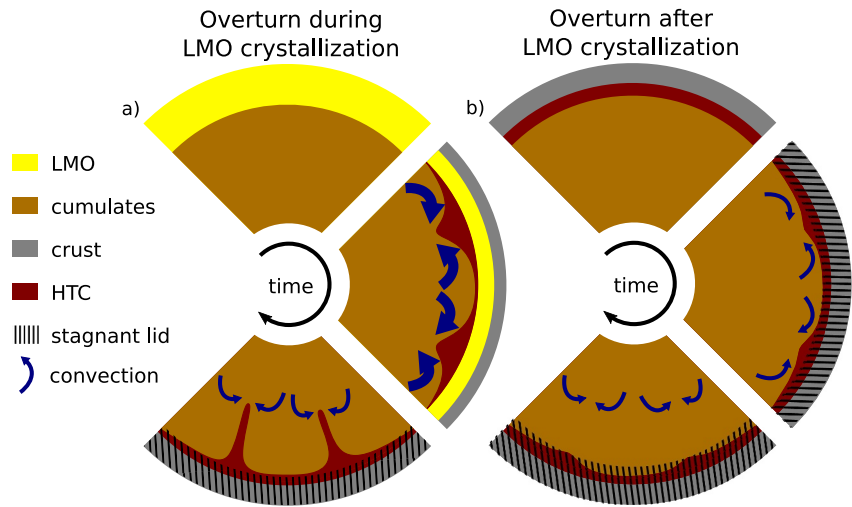 Overturn during
LMO crystallization
Overturn after
LMO crystallization
a)
b)
LMO
cumulates
crust
HTC
stagnant lid
convection
time
time